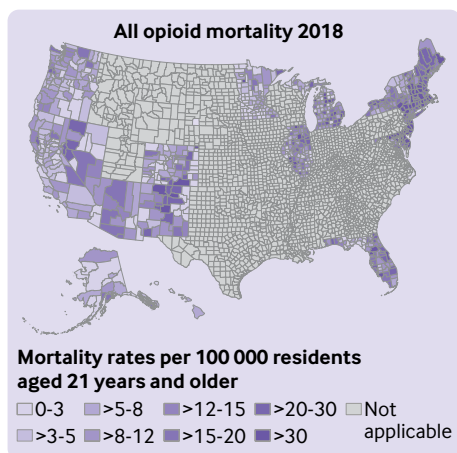 All opioid mortality 2018
Mortality rates per 100 000 residents
aged 21 years and older
0-3 >5-8 >12-15 >20-30 Not
>3-5 >8-12 >15-20 >30 applicable